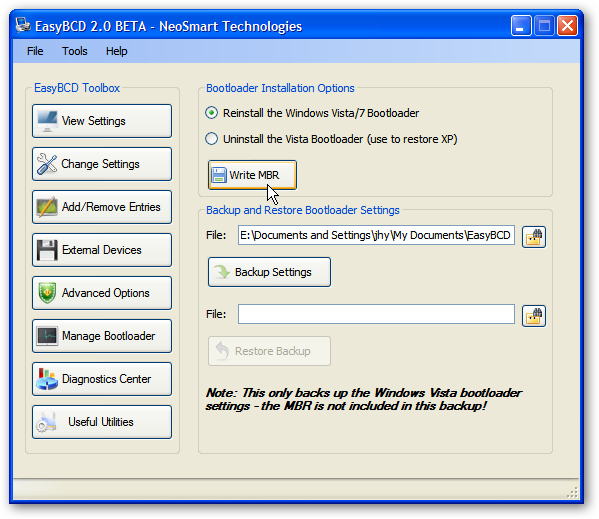 EasyBCD 2.0 BETA - NeoSmart Technologies
File Tools Help
EasyBCD Toolbox
View Settings
Change Settings
Add/Remove Entries
External Devices
Advanced Options
Manage Bootloader
Diagnostics Center
Useful Utilities
Bootloader Installation Options
Reinstall the Windows Vista/7 Bootloader
Uninstall the Vista Bootloader (use to restore XP)
Write MBR
Backup and Restore Bootloader Settings
File: E:\Documents and Settings\jhy\My Documents\EasyBCD
Backup Settings
File:
Restore Backup
Note: This only backs up the Windows Vista bootloader
settings - the MBR is not included in this backup!